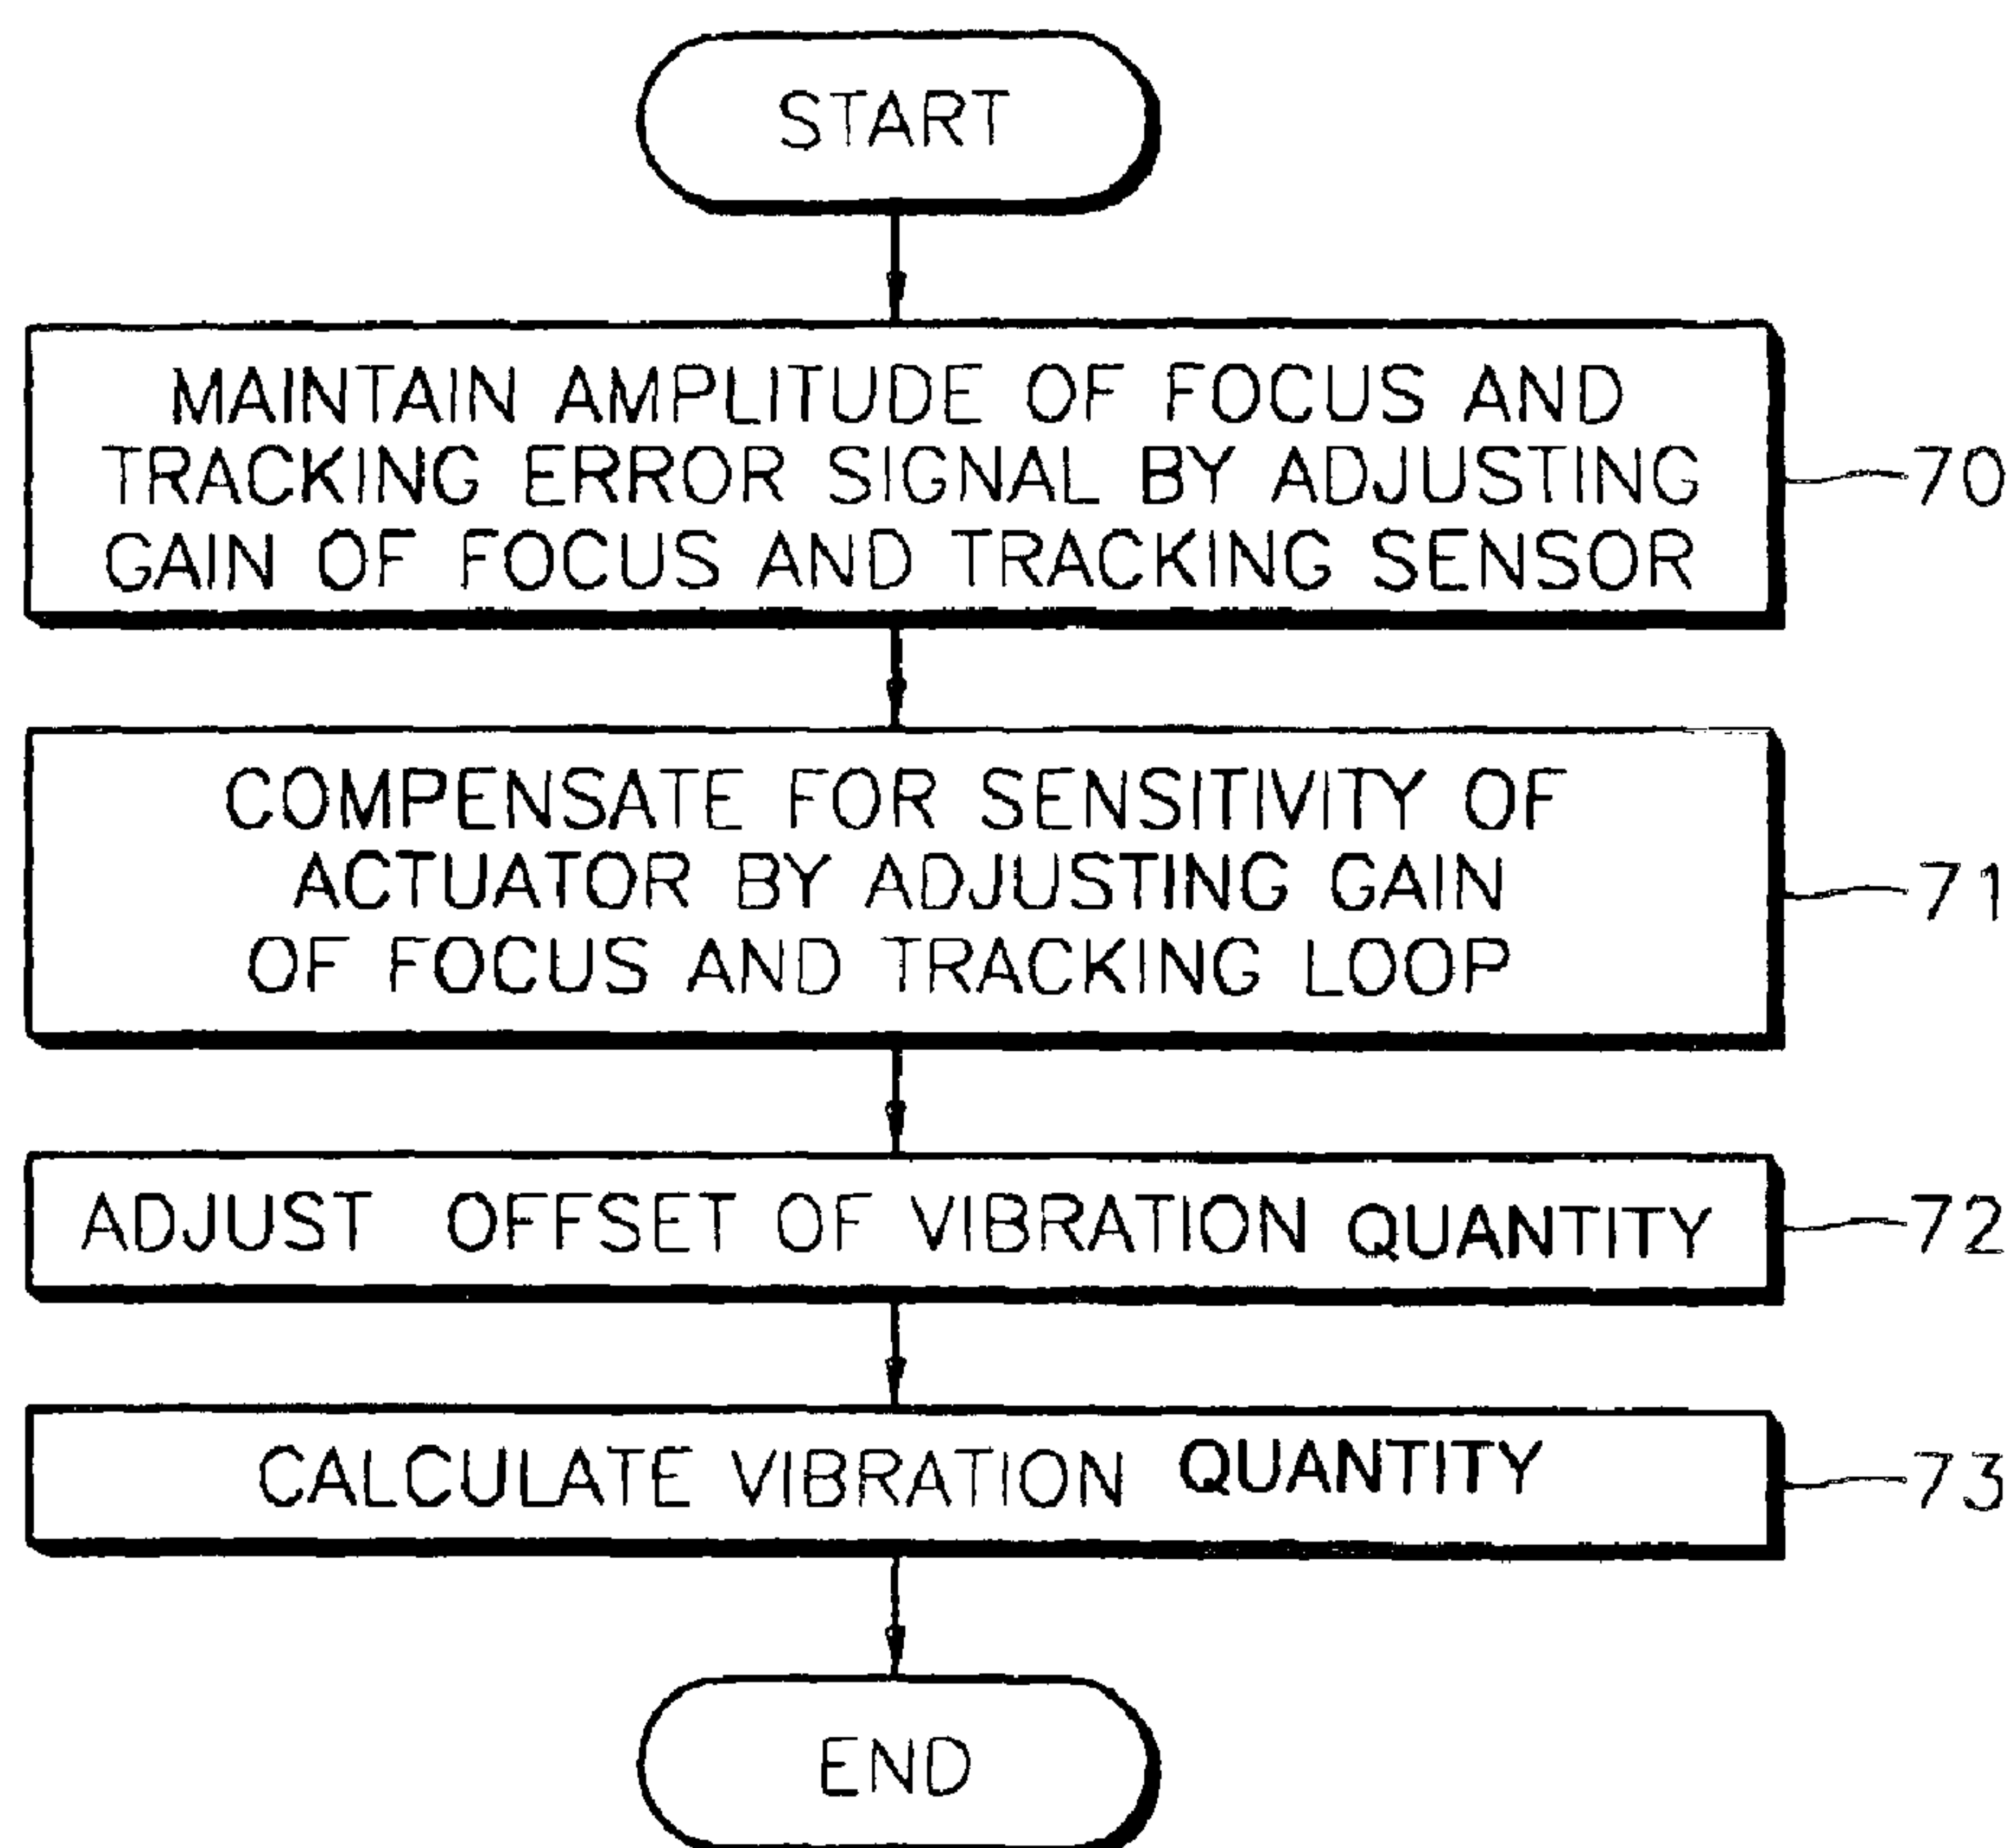 START
MAINTAIN AMPLITUDE OF FOCUS AND
TRACKING ERROR SIGNAL BY ADJUSTING
GAIN OF FOCUS AND TRACKING SENSOR
70
COMPENSATE FOR SENSITIVITY OF
ACTUATOR BY ADJUSTING GAIN
OF FOCUS AND TRACKING LOOP
71
ADJUST OFFSET OF VIBRATION QUANTITY
72
CALCULATE VIBRATION QUANTITY
73
END